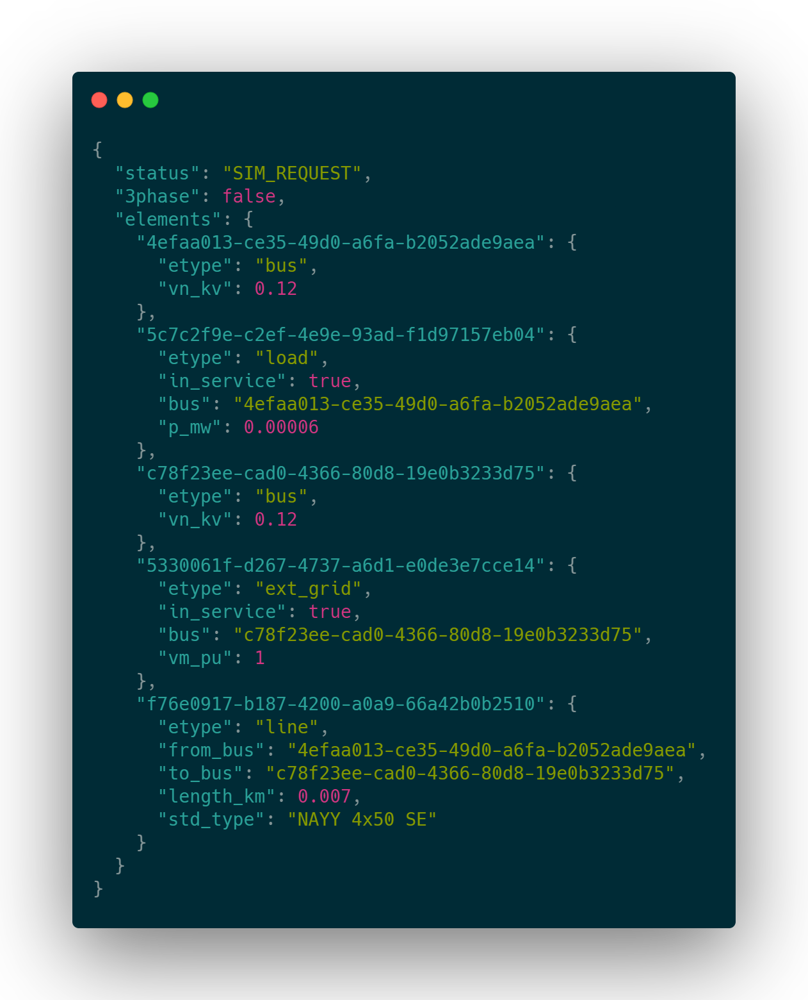 {
  "status": "SIM_REQUEST",
  "3phase": false,
  "elements": {
    "4efaa013-ce35-49d0-a6fa-b2052ade9aea": {
      "etype": "bus",
      "vn_kv": 0.12
    },
    "5c7c2f9e-c2ef-4e9e-93ad-f1d97157eb04": {
      "etype": "load",
      "in_service": true,
      "bus": "4efaa013-ce35-49d0-a6fa-b2052ade9aea",
      "p_mw": 0.00006
    },
    "c78f23ee-cad0-4366-80d8-19e0b3233d75": {
      "etype": "bus",
      "vn_kv": 0.12
    },
    "5330061f-d267-4737-a6d1-e0de3e7cce14": {
      "etype": "ext_grid",
      "in_service": true,
      "bus": "c78f23ee-cad0-4366-80d8-19e0b3233d75",
      "vm_pu": 1
    },
    "f76e0917-b187-4200-a0a9-66a42b0b2510": {
      "etype": "line",
      "from_bus": "4efaa013-ce35-49d0-a6fa-b2052ade9aea",
      "to_bus": "c78f23ee-cad0-4366-80d8-19e0b3233d75",
      "length_km": 0.007,
      "std_type": "NAYY 4x50 SE"
    }
  }
}